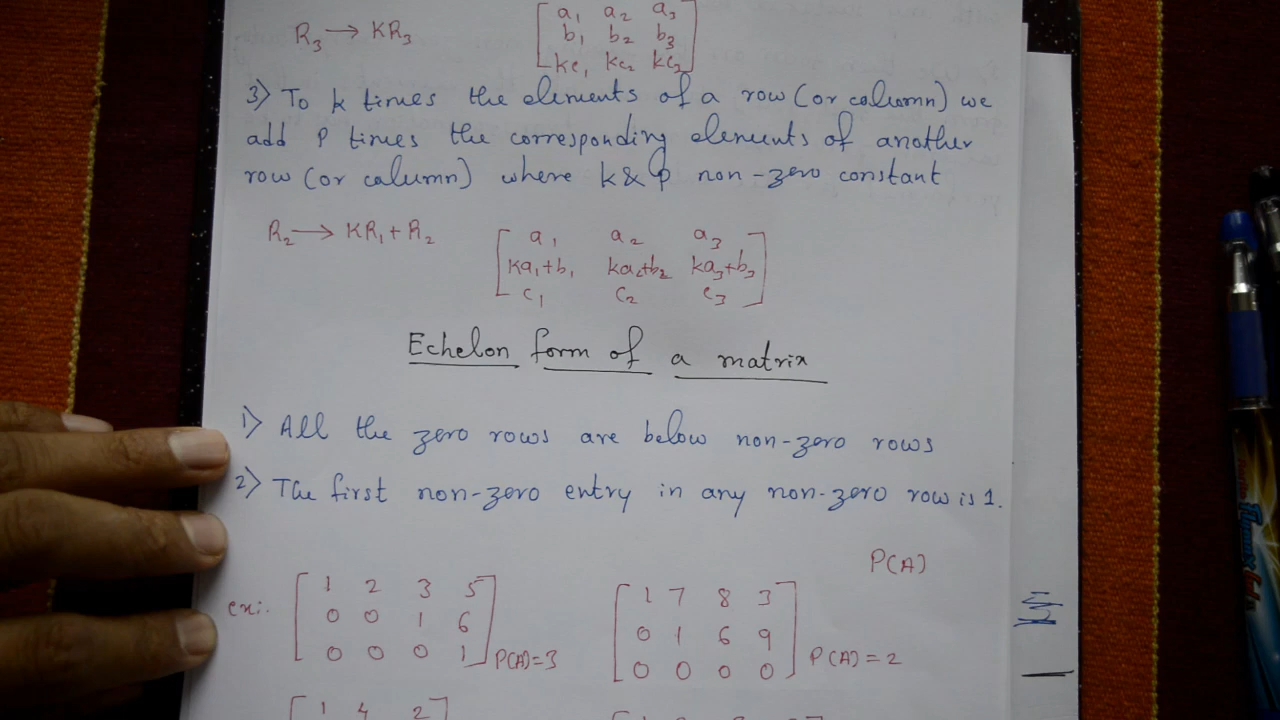 R₃ → KR₃ [a₁ a₂ a₃
b₁ b₂ b₃
kc₁ kc₂ kc₃]
3) To k times the elements of a row (or column) we
add P times the corresponding elements of another
row (or calumn) where k & p non-zero constant
R₂ → KR₁ + R₂ [a₁ a₂ a₃
ka₁+b₁ ka₂+b₂ ka₃+b₃
c₁ c₂ c₃]
Echelon form of a matrix
1) All the zero rows are below non-zero rows
2) The first non-zero entry in any non-zero row is 1.
P(A)
ex:. [1 2 3 5 [1 7 8 3
0 0 1 6 0 1 6 9
0 0 0 1] P(A)=3 0 0 0 0] P(A)=2
[1 4 2]